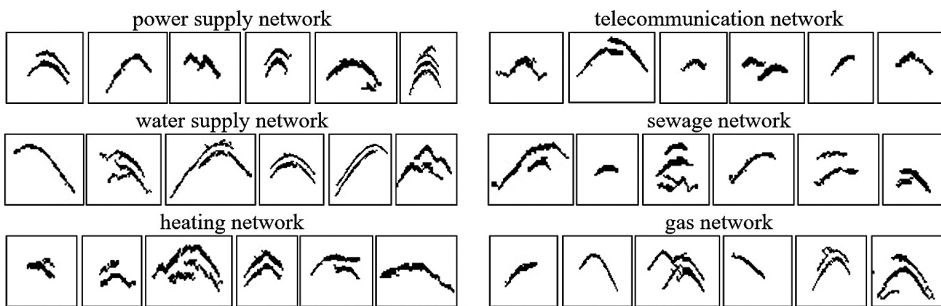 power supply network
telecommunication network
water supply network
sewage network
heating network
gas network